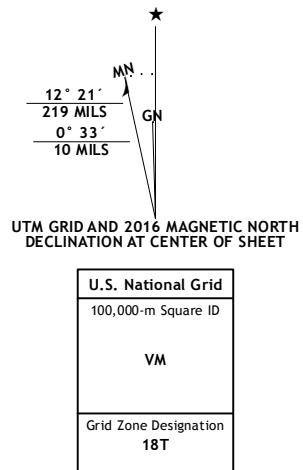 MN
12° 21´
219 MILS
GN
0° 33´
10 MILS
UTM GRID AND 2016 MAGNETIC NORTH
DECLINATION AT CENTER OF SHEET
U.S. National Grid
100,000-m Square ID
VM
Grid Zone Designation
18T